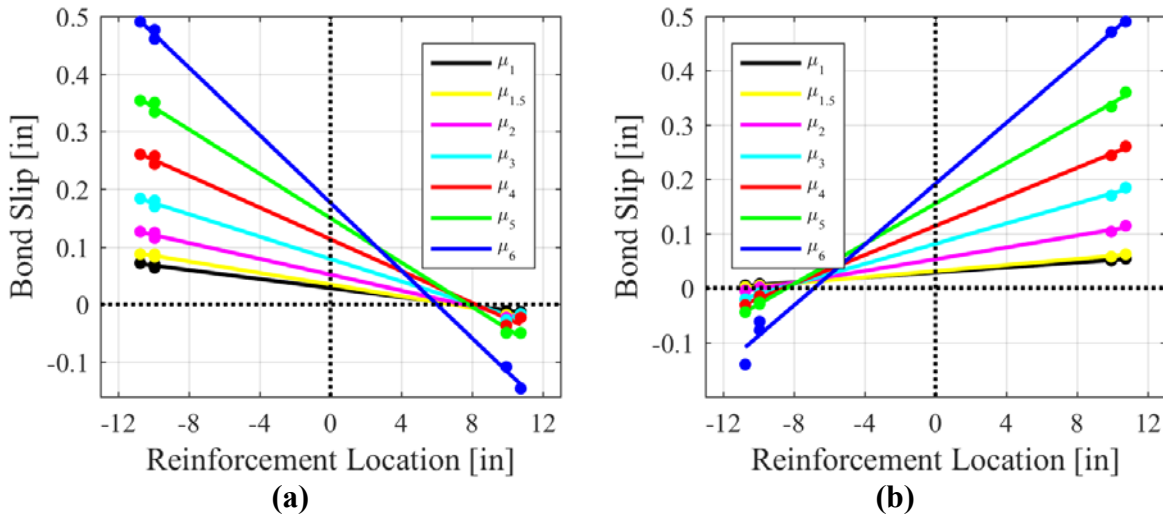 0.5
0.4
0.3
0.2
0.1
0
-0.1
Bond Slip [in]
μ1
μ1.5
μ2
μ3
μ4
μ5
μ6
-12 -8 -4 0 4 8 12
Reinforcement Location [in]
(a)
0.5
0.4
0.3
0.2
0.1
0
-0.1
Bond Slip [in]
μ1
μ1.5
μ2
μ3
μ4
μ5
μ6
-12 -8 -4 0 4 8 12
Reinforcement Location [in]
(b)